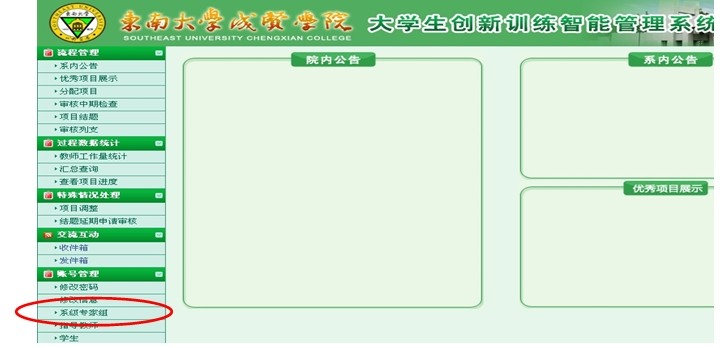 東南大學成賢學院 大学生创新训练智能管理系统
SOUTHEAST UNIVERSITY CHENGXIAN COLLEGE
流程管理
系内公告
优秀项目展示
分配项目
审核中期检查
项目结题
审核列支
过程数据统计
教师工作量统计
汇总查询
查看项目进度
特殊情况处理
项目调整
结题延期申请审核
交流互动
收件箱
发件箱
账号管理
修改密码
修改信息
系级专家组
指导教师
学生
院内公告
系内公告
优秀项目展示